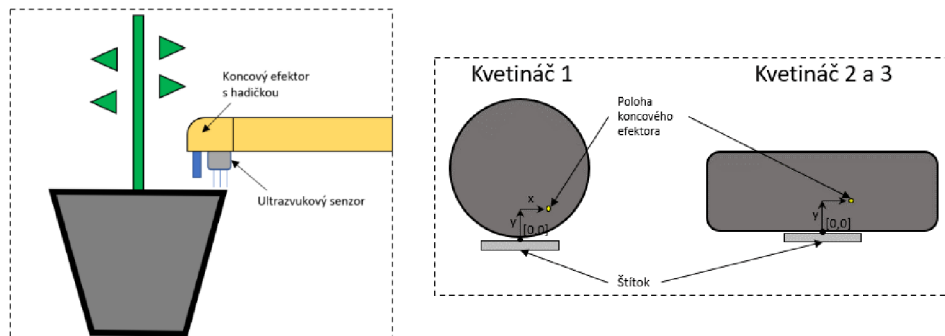 Koncový efektor
s hadičkou
Ultrazvukový senzor
Kvetináč 1
Kvetináč 2 a 3
Poloha
koncového
efektora
x
y
[0,0]
y
[0,0]
Štítok